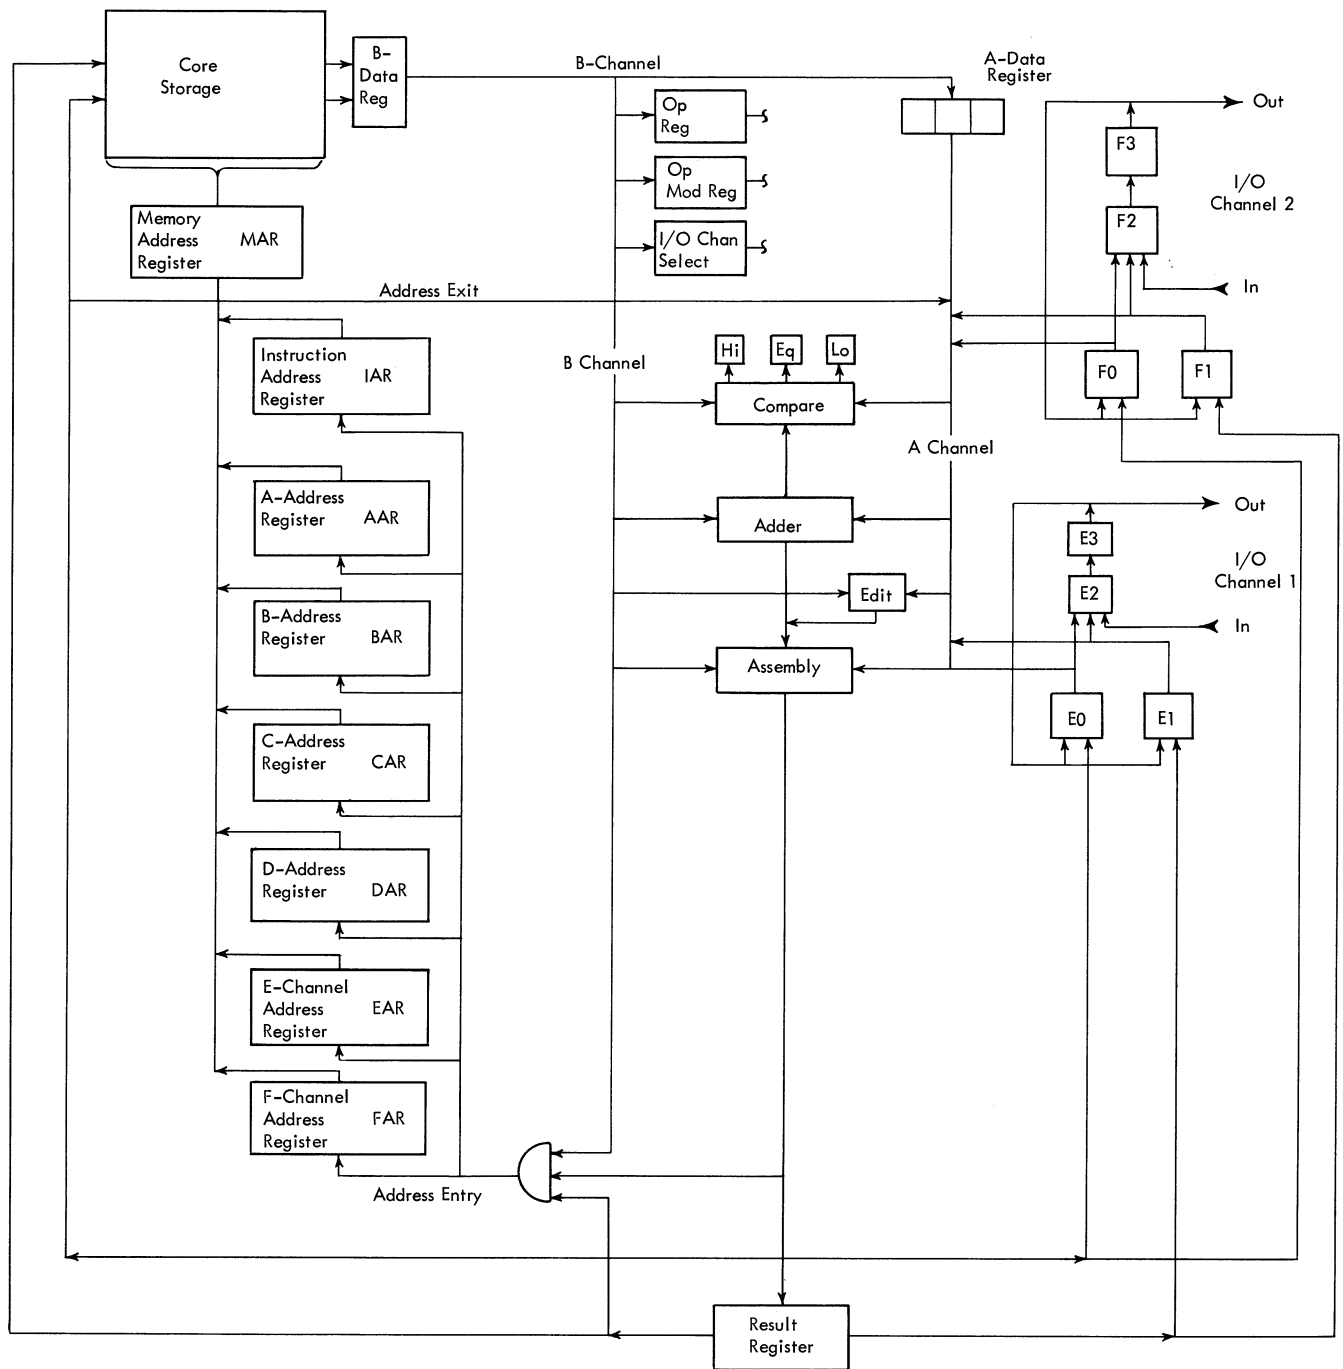 Core
Storage
B-
Data
Reg
B-Channel
A-Data
Register
Op
Reg
Op
Mod Reg
I/O Chan
Select
Out
F3
I/O
Channel 2
F2
In
F0
F1
Memory
Address
Register
MAR
Address Exit
Instruction
Address
Register
IAR
B Channel
Hi
Eq
Lo
Compare
A Channel
A-Address
Register
AAR
Adder
Out
E3
I/O
Channel 1
E2
In
Edit
B-Address
Register
BAR
Assembly
E0
E1
C-Address
Register
CAR
D-Address
Register
DAR
E-Channel
Address
Register
EAR
F-Channel
Address
Register
FAR
Address Entry
Result
Register